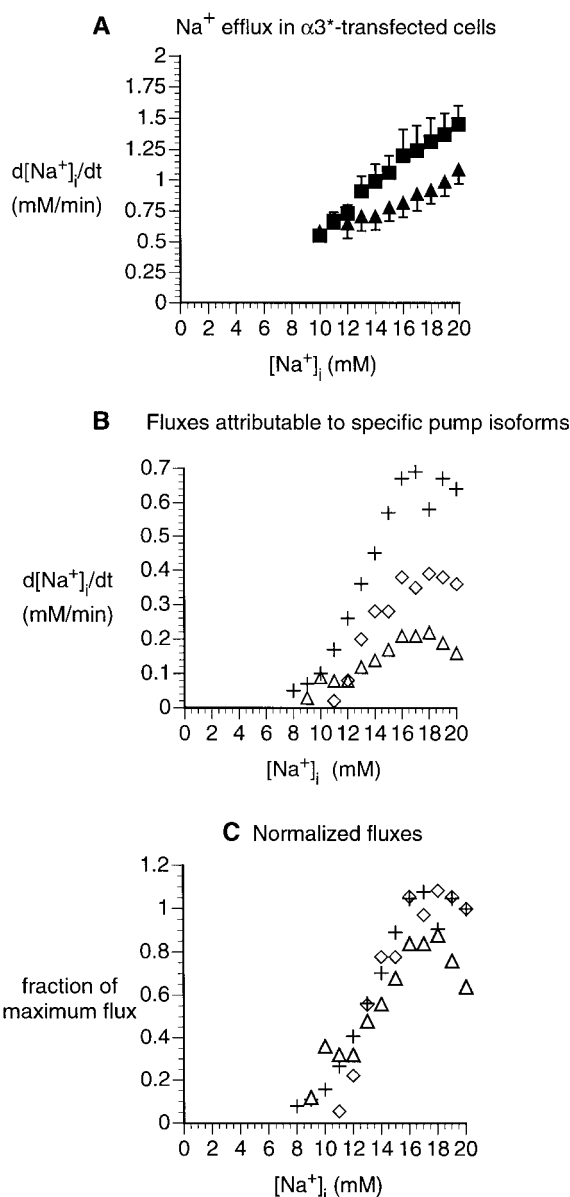 A Na⁺ efflux in α3*-transfected cells
2
1.75
1.5
1.25
1
0.75
0.5
0.25
0
d[Na⁺]ᵢ/dt
(mM/min)
0 2 4 6 8 10 12 14 16 18 20
[Na⁺]ᵢ (mM)
B Fluxes attributable to specific pump isoforms
0.7
0.6
0.5
0.4
0.3
0.2
0.1
0
d[Na⁺]ᵢ/dt
(mM/min)
0 2 4 6 8 10 12 14 16 18 20
[Na⁺]ᵢ (mM)
C Normalized fluxes
1.2
1
0.8
0.6
0.4
0.2
0
fraction of
maximum flux
0 2 4 6 8 10 12 14 16 18 20
[Na⁺]ᵢ (mM)